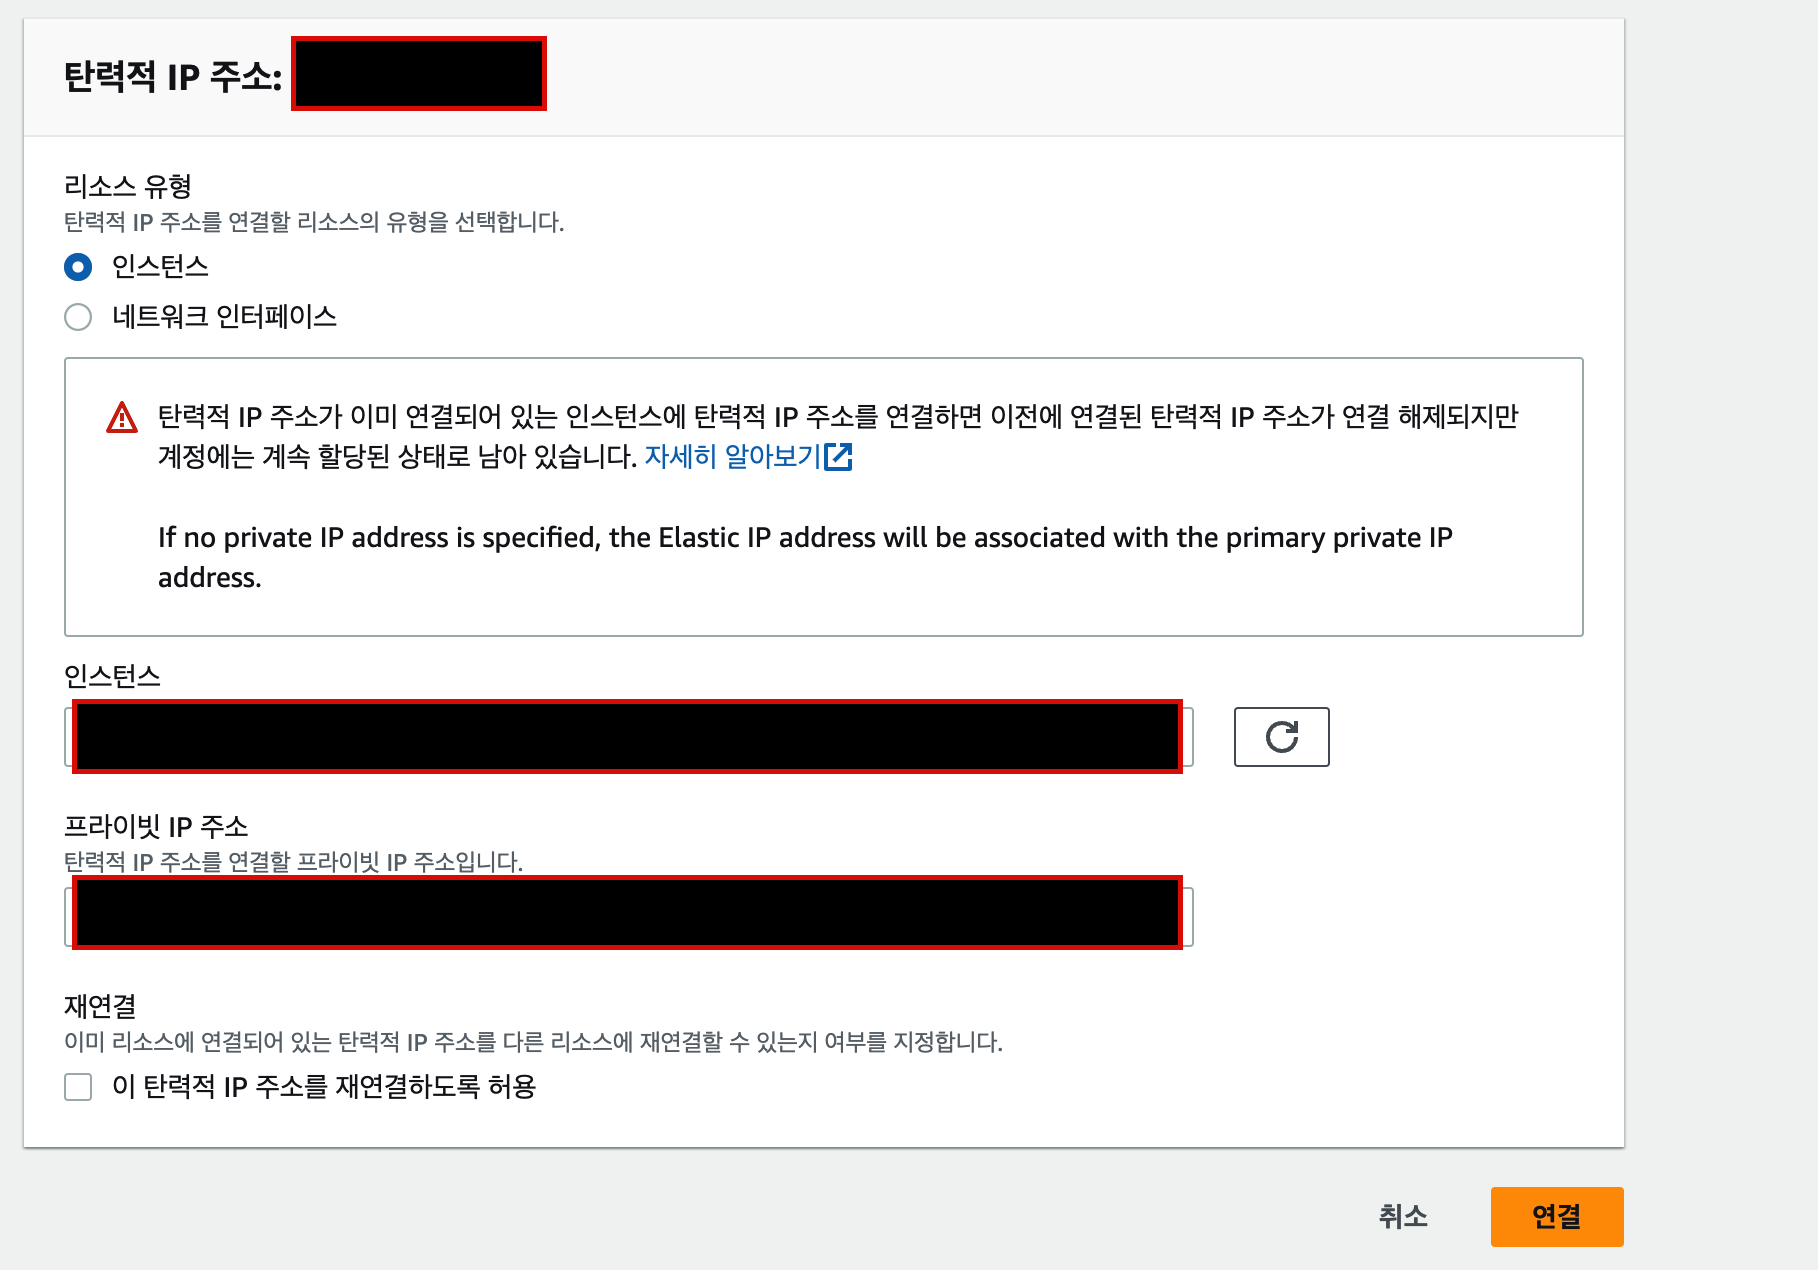 탄력적 IP 주소:
리소스 유형
탄력적 IP 주소를 연결할 리소스의 유형을 선택합니다.
인스턴스
네트워크 인터페이스
탄력적 IP 주소가 이미 연결되어 있는 인스턴스에 탄력적 IP 주소를 연결하면 이전에 연결된 탄력적 IP 주소가 연결 해제되지만
계정에는 계속 할당된 상태로 남아 있습니다. 자세히 알아보기
If no private IP address is specified, the Elastic IP address will be associated with the primary private IP
address.
인스턴스
프라이빗 IP 주소
탄력적 IP 주소를 연결할 프라이빗 IP 주소입니다.
재연결
이미 리소스에 연결되어 있는 탄력적 IP 주소를 다른 리소스에 재연결할 수 있는지 여부를 지정합니다.
이 탄력적 IP 주소를 재연결하도록 허용
취소
연결